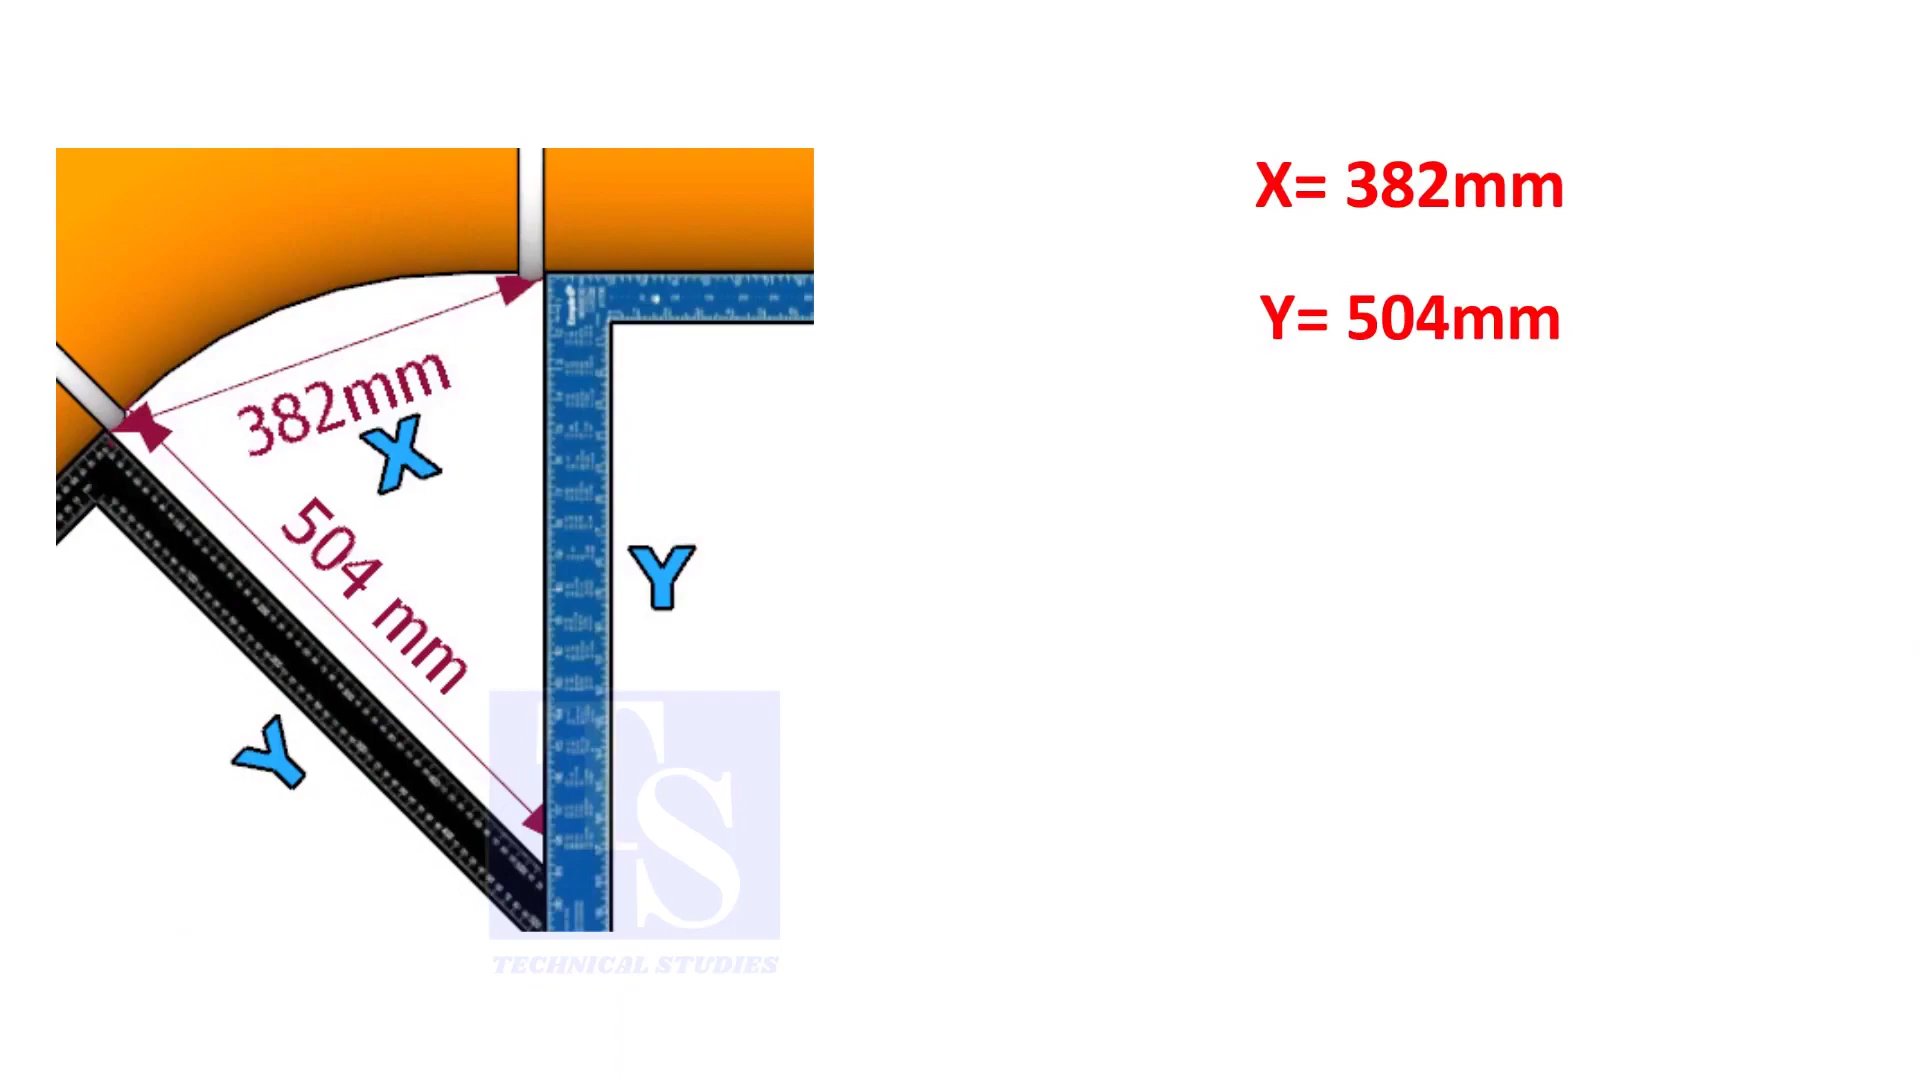 X= 382mm
Y= 504mm
382mm
X
504 mm
Y
Y
TS
TECHNICAL STUDIES